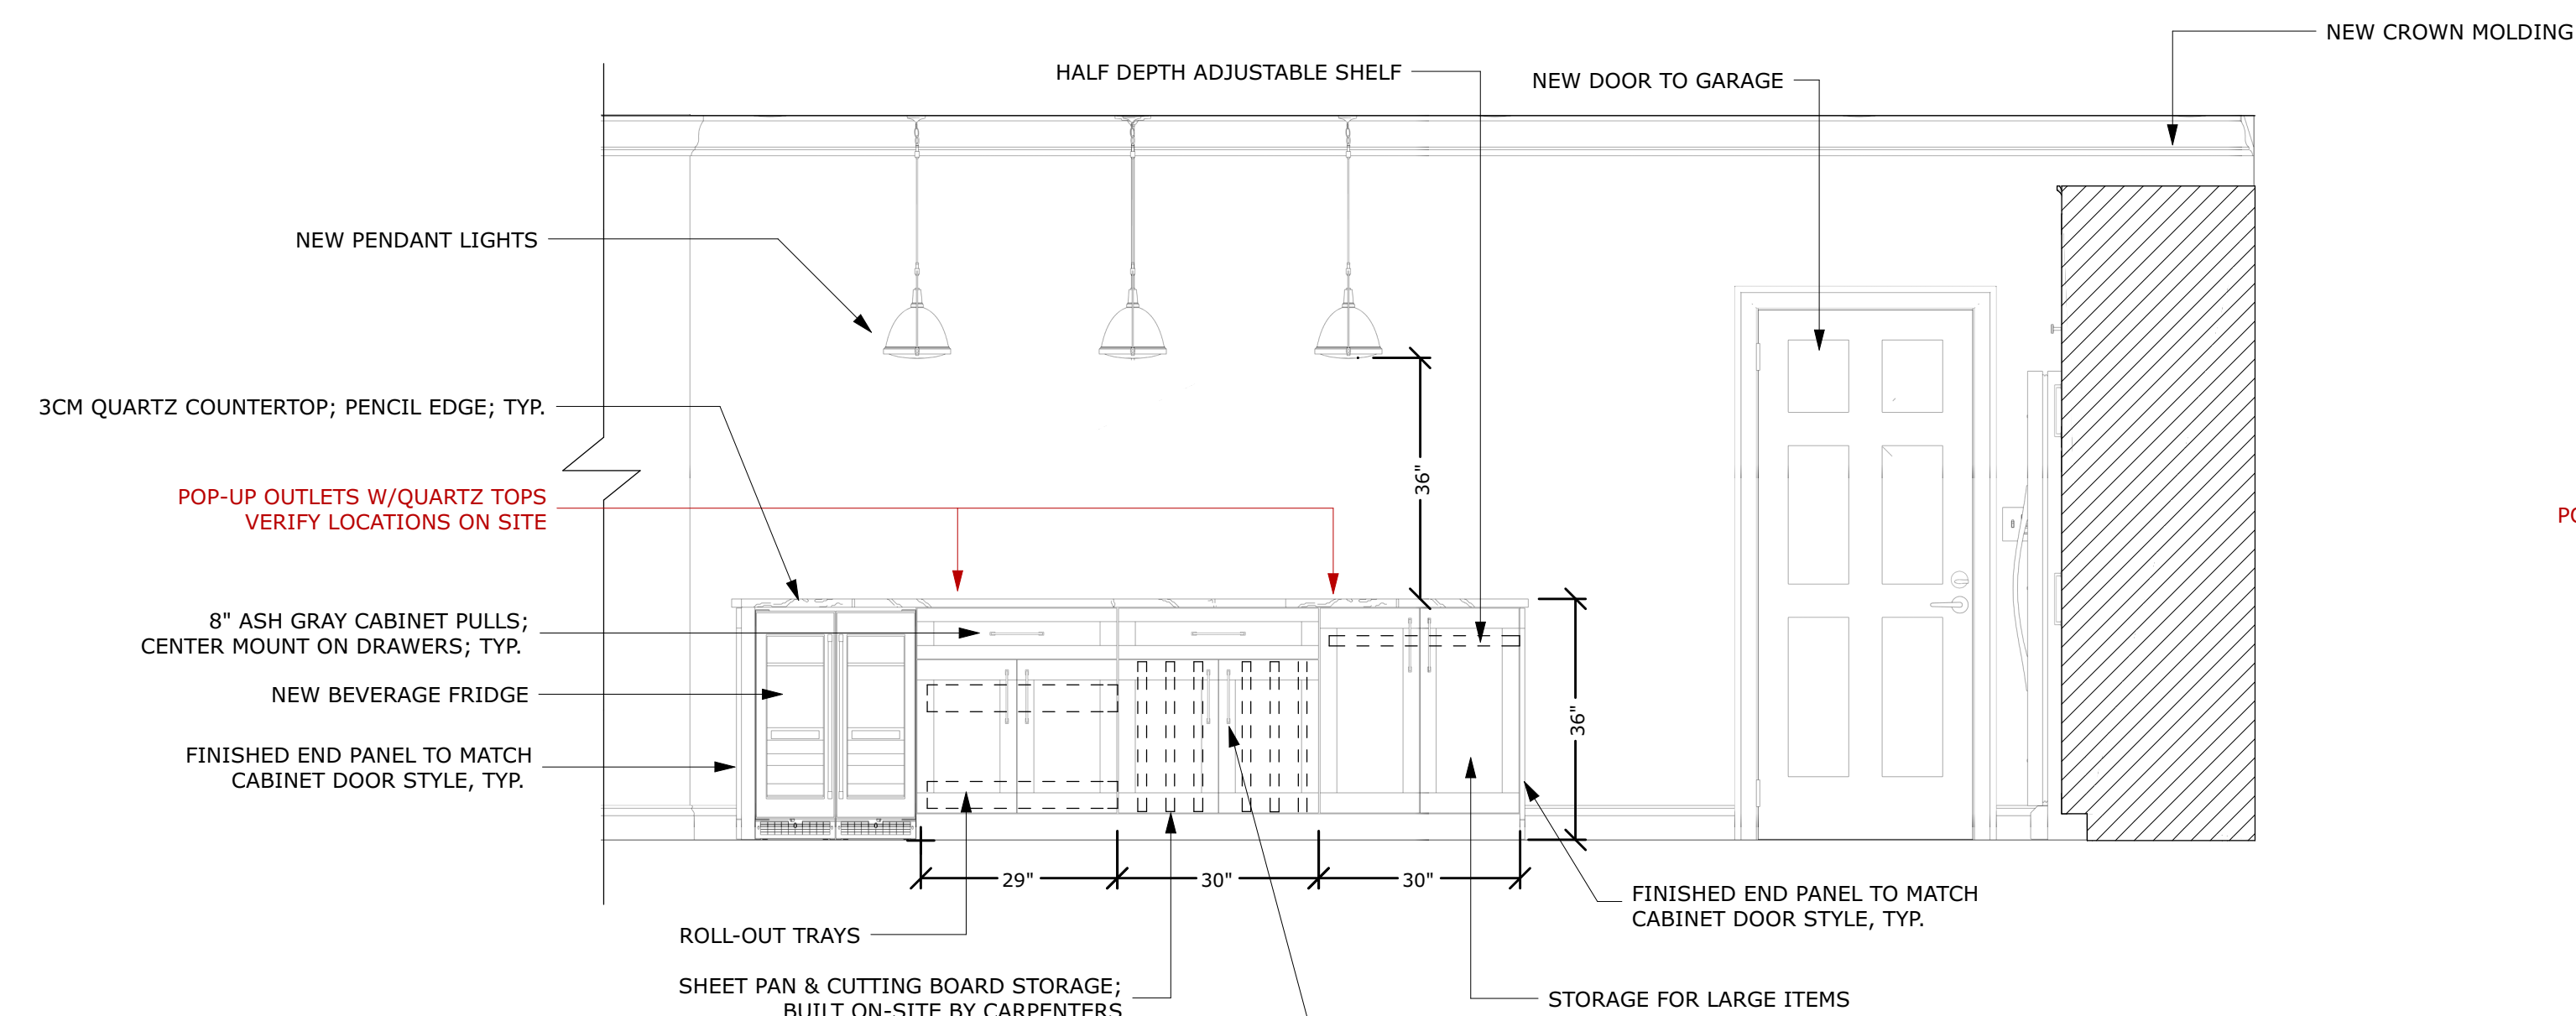 NEW CROWN MOLDING
HALF DEPTH ADJUSTABLE SHELF
NEW DOOR TO GARAGE
NEW PENDANT LIGHTS
3CM QUARTZ COUNTERTOP; PENCIL EDGE; TYP.
36"
POP-UP OUTLETS W/QUARTZ TOPS
VERIFY LOCATIONS ON SITE
8" ASH GRAY CABINET PULLS;
CENTER MOUNT ON DRAWERS; TYP.
NEW BEVERAGE FRIDGE
36"
FINISHED END PANEL TO MATCH
CABINET DOOR STYLE, TYP.
29"
30"
30"
FINISHED END PANEL TO MATCH
CABINET DOOR STYLE, TYP.
ROLL-OUT TRAYS
SHEET PAN & CUTTING BOARD STORAGE;
BUILT ON-SITE BY CARPENTERS
STORAGE FOR LARGE ITEMS